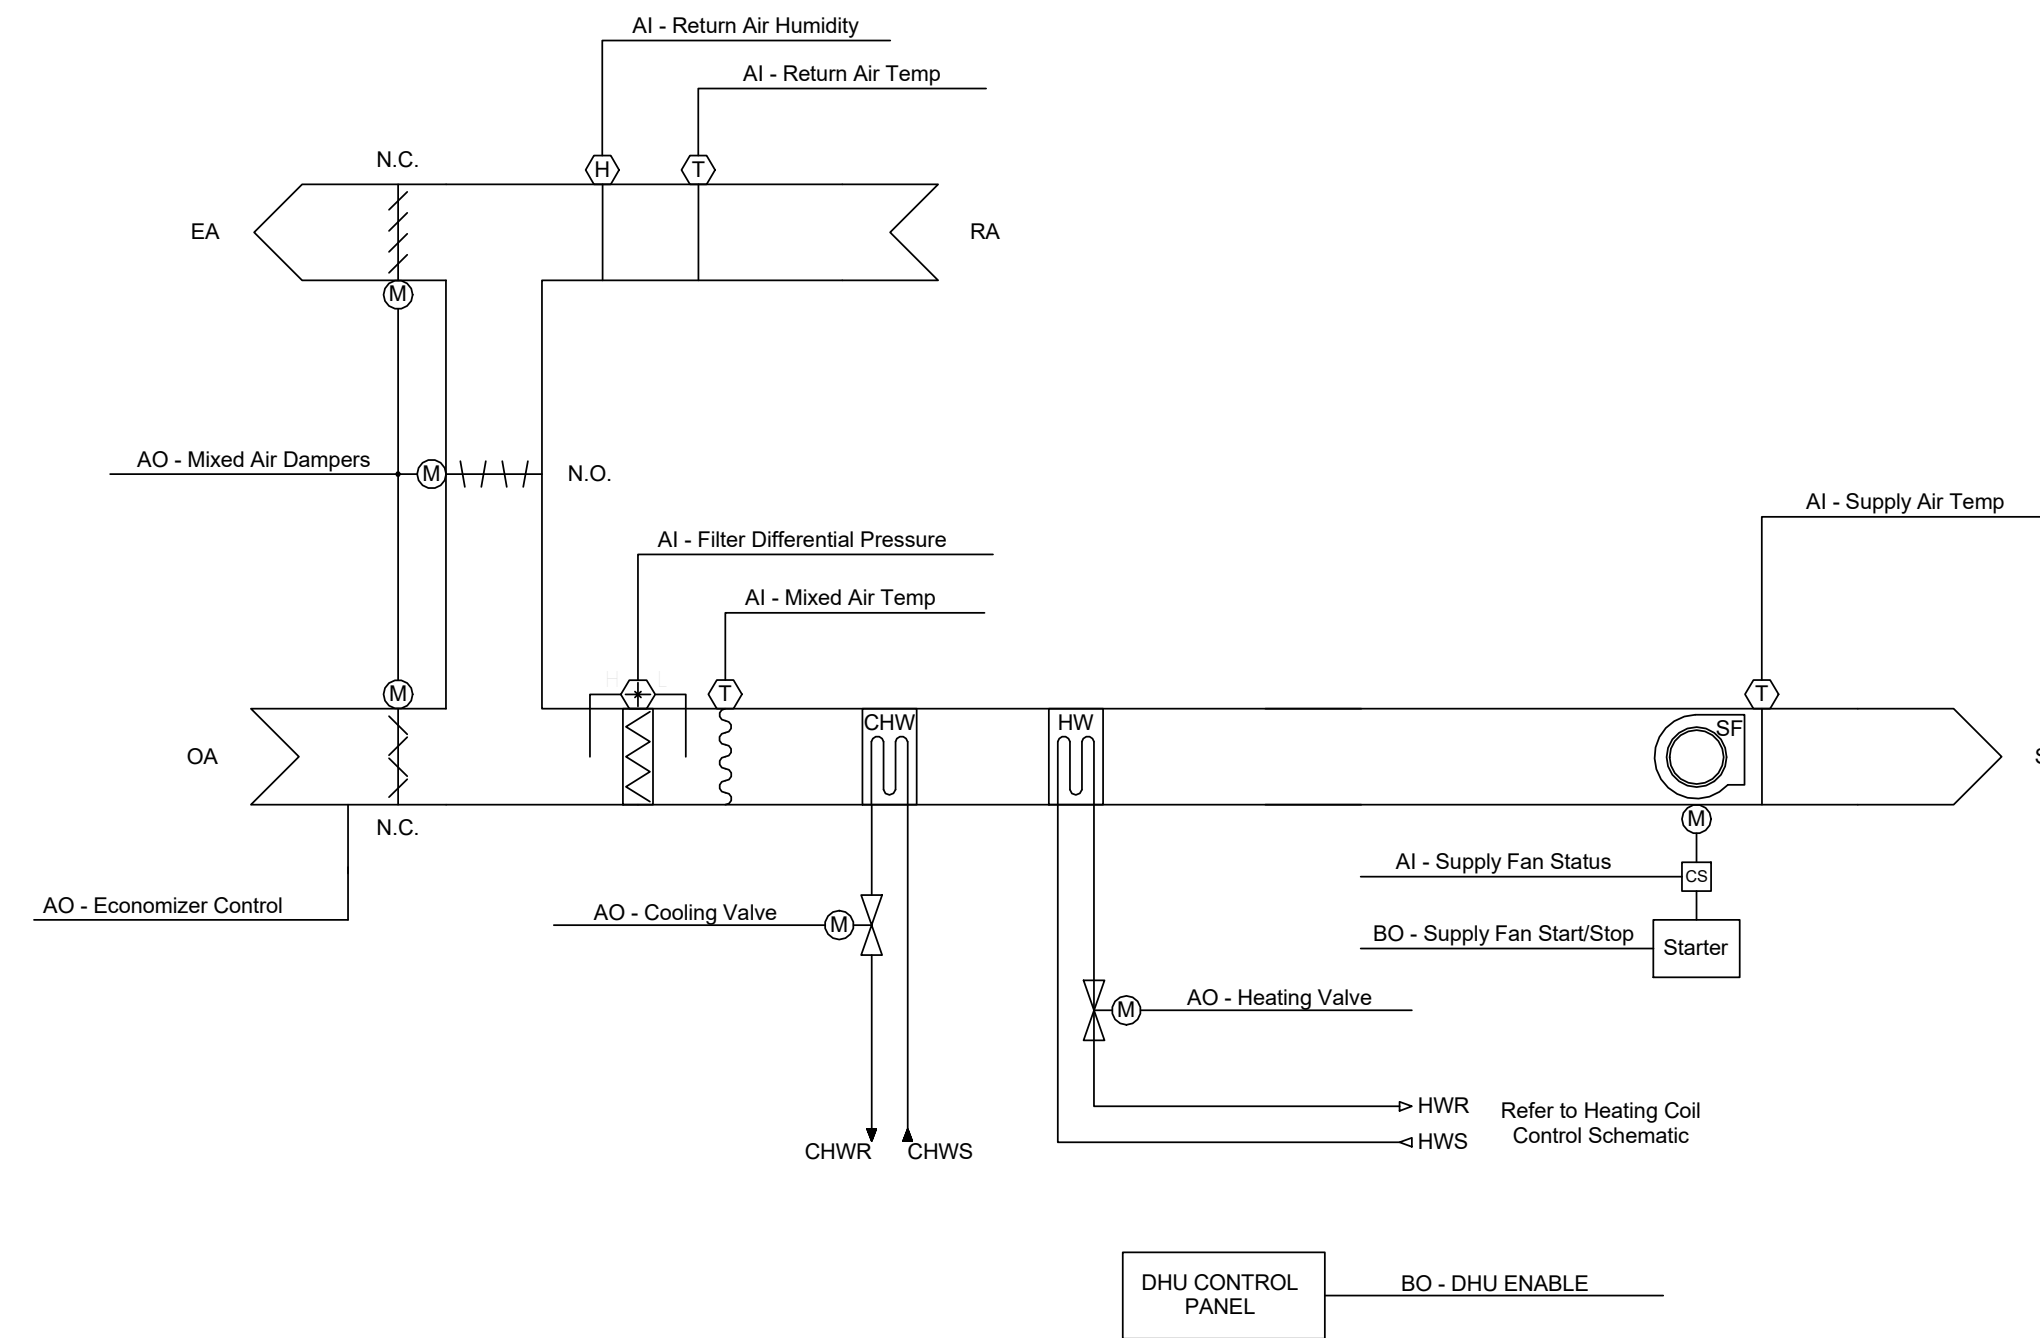 AI - Return Air Humidity
AI - Return Air Temp
N.C.
H
T
EA
RA
M
AO - Mixed Air Dampers
M
N.O.
AI - Supply Air Temp
AI - Filter Differential Pressure
AI - Mixed Air Temp
H
L
M
T
T
CHW
HW
SF
OA
S
N.C.
M
AI - Supply Fan Status
CS
AO - Economizer Control
AO - Cooling Valve
M
BO - Supply Fan Start/Stop
Starter
AO - Heating Valve
M
HWR
Refer to Heating Coil
Control Schematic
HWS
CHWR
CHWS
DHU CONTROL
PANEL
BO - DHU ENABLE